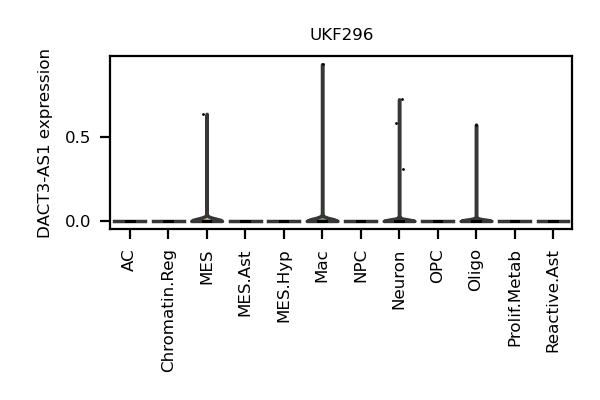 UKF296
DACT3-AS1 expression
0.5
0.0
AC
Chromatin.Reg
MES
MES.Ast
MES.Hyp
Mac
NPC
Neuron
OPC
Oligo
Prolif.Metab
Reactive.Ast